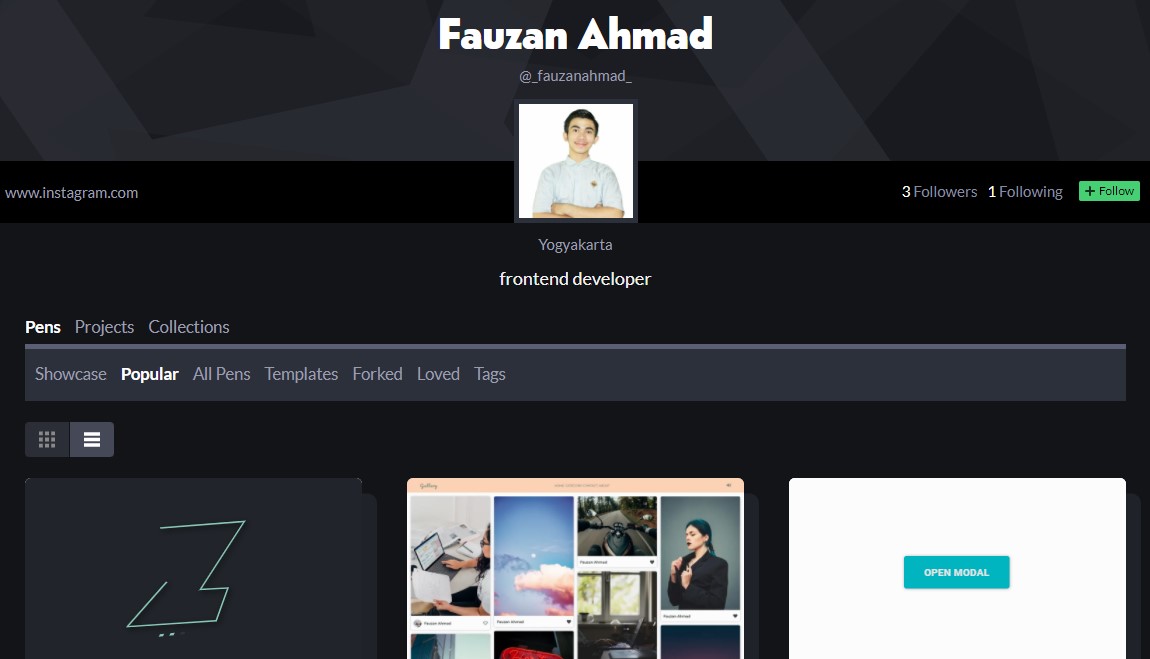 Fauzan Ahmad
@_fauzanahmad_
www.instagram.com
3 Followers 1 Following + Follow
Yogyakarta
frontend developer
Pens Projects Collections
Showcase Popular All Pens Templates Forked Loved Tags
Gallery
Fauzan Ahmad
OPEN MODAL
Fauzan Ahmad
Fauzan Ahmad
Fauzan Ahmad